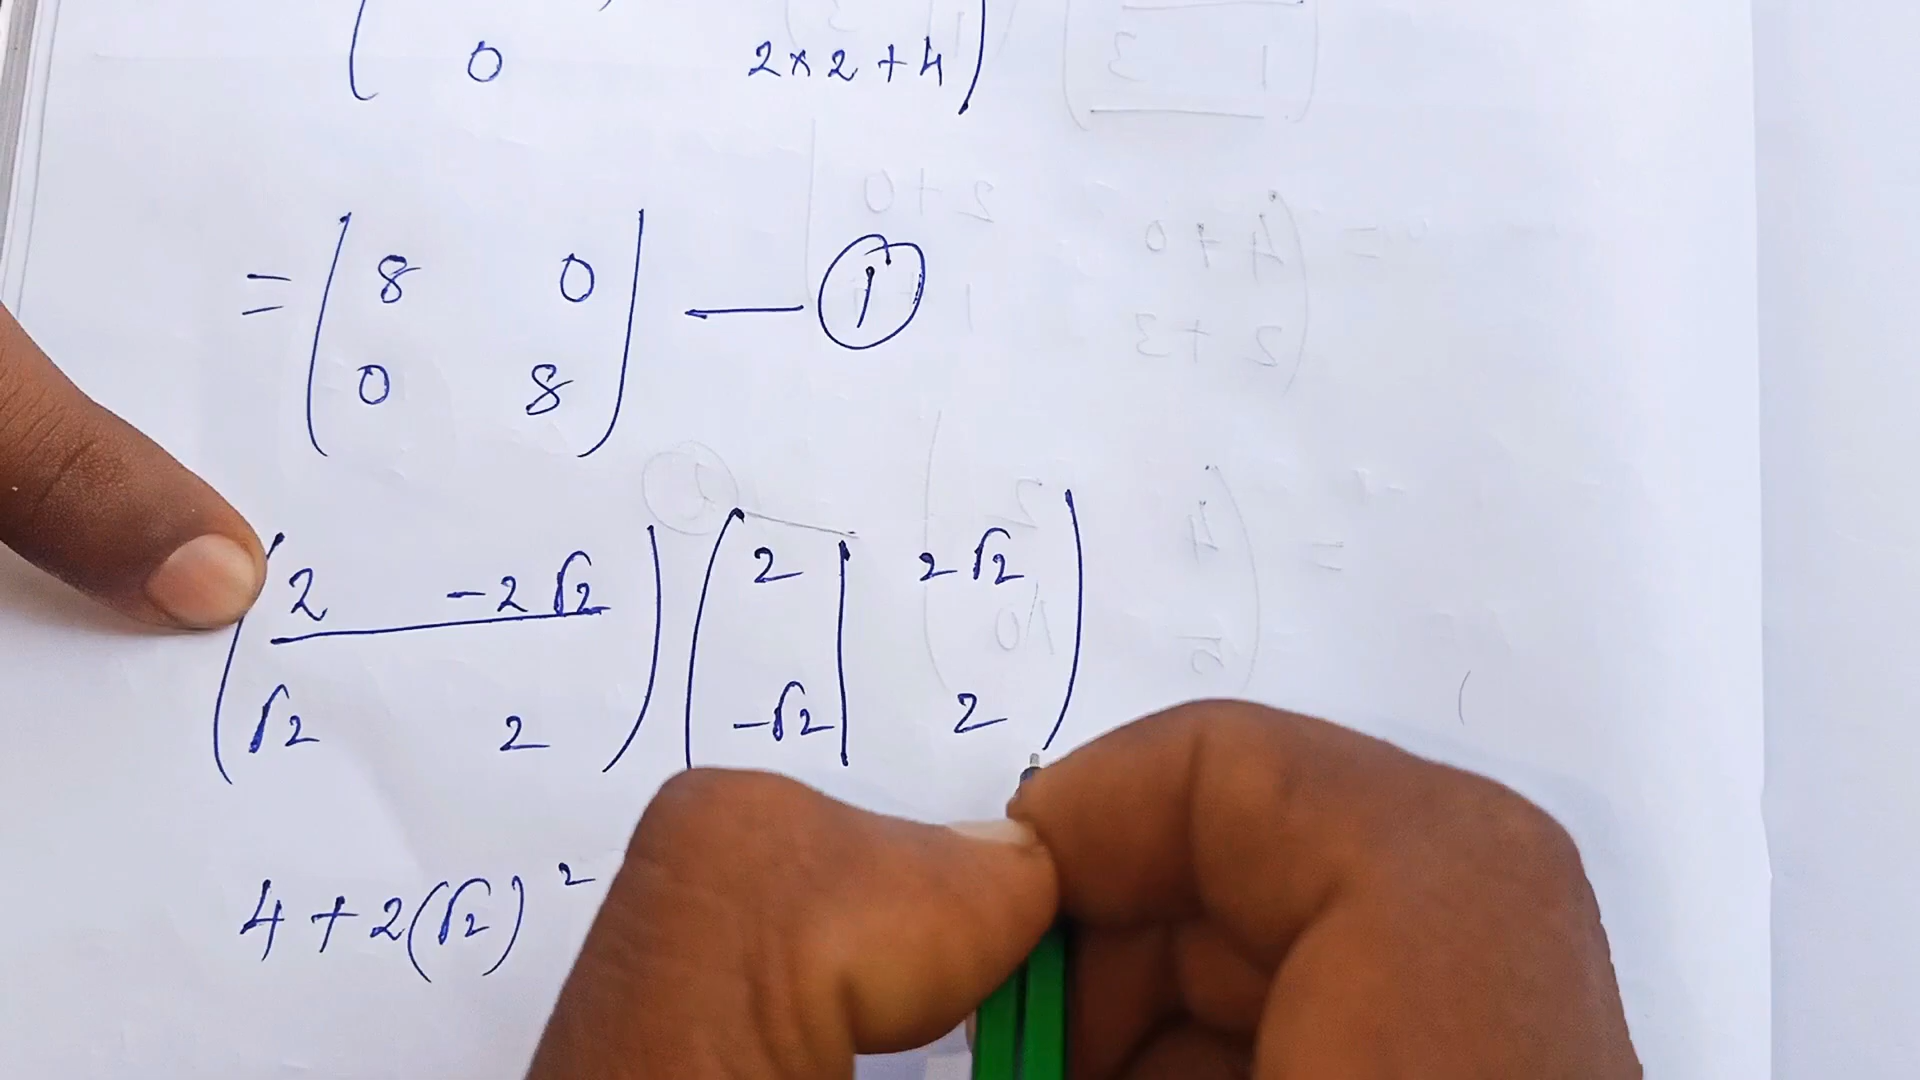 0 2×2+4
= ( 8 0 ) — 1
0 8
( 2 -2√2 ) ( 2 | 2√2 )
√2 2 -√2 2
4+2(√2)²